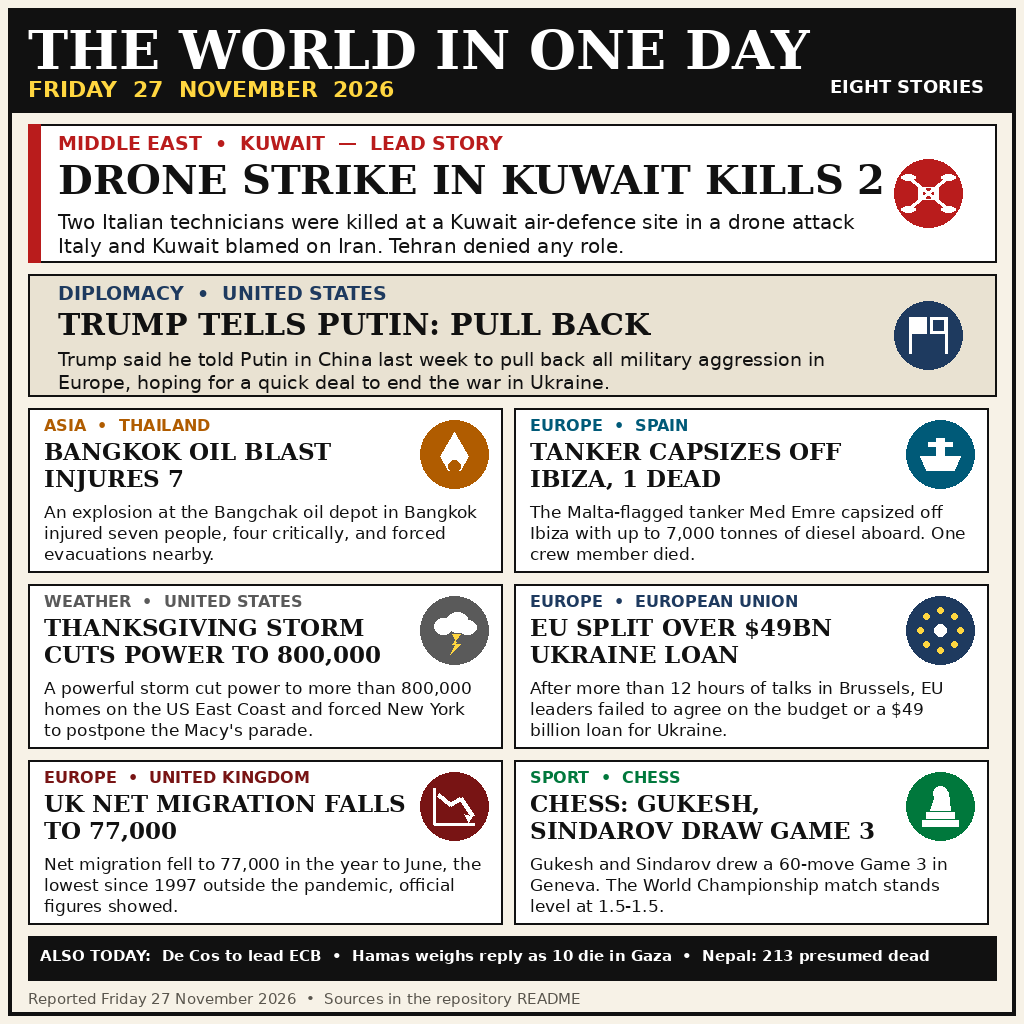 THE WORLD IN ONE DAY
FRIDAY 27 NOVEMBER 2026
EIGHT STORIES
MIDDLE EAST • KUWAIT — LEAD STORY
DRONE STRIKE IN KUWAIT KILLS 2
Two Italian technicians were killed at a Kuwait air-defence site in a drone attack
Italy and Kuwait blamed on Iran. Tehran denied any role.
DIPLOMACY • UNITED STATES
TRUMP TELLS PUTIN: PULL BACK
Trump said he told Putin in China last week to pull back all military aggression in
Europe, hoping for a quick deal to end the war in Ukraine.
ASIA • THAILAND
BANGKOK OIL BLAST
INJURES 7
An explosion at the Bangchak oil depot in Bangkok
injured seven people, four critically, and forced
evacuations nearby.
EUROPE • SPAIN
TANKER CAPSIZES OFF
IBIZA, 1 DEAD
The Malta-flagged tanker Med Emre capsized off
Ibiza with up to 7,000 tonnes of diesel aboard. One
crew member died.
WEATHER • UNITED STATES
THANKSGIVING STORM
CUTS POWER TO 800,000
A powerful storm cut power to more than 800,000
homes on the US East Coast and forced New York
to postpone the Macy's parade.
EUROPE • EUROPEAN UNION
EU SPLIT OVER $49BN
UKRAINE LOAN
After more than 12 hours of talks in Brussels, EU
leaders failed to agree on the budget or a $49
billion loan for Ukraine.
EUROPE • UNITED KINGDOM
UK NET MIGRATION FALLS
TO 77,000
Net migration fell to 77,000 in the year to June, the
lowest since 1997 outside the pandemic, official
figures showed.
SPORT • CHESS
CHESS: GUKESH,
SINDAROV DRAW GAME 3
Gukesh and Sindarov drew a 60-move Game 3 in
Geneva. The World Championship match stands
level at 1.5-1.5.
ALSO TODAY: De Cos to lead ECB • Hamas weighs reply as 10 die in Gaza • Nepal: 213 presumed dead
Reported Friday 27 November 2026 • Sources in the repository README